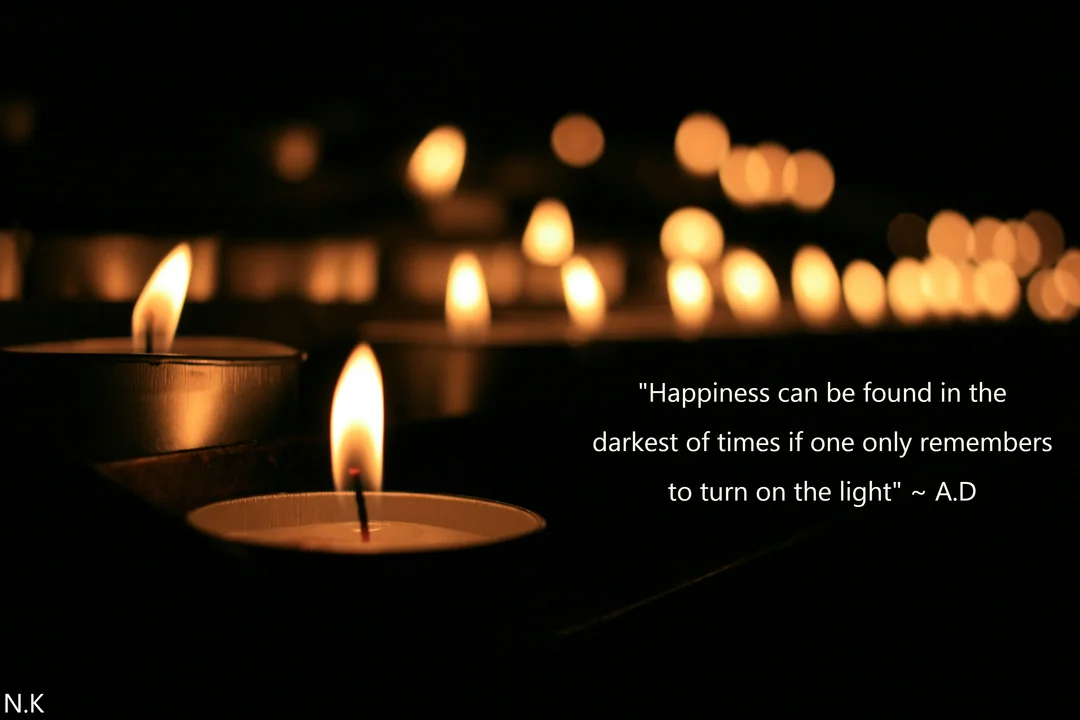 "Happiness can be found in the
darkest of times if one only remembers
to turn on the light" ~ A.D
N.K